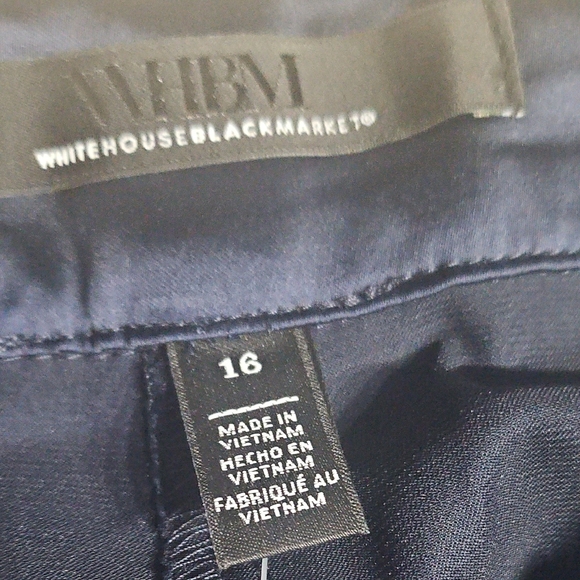 WHBM
WHITEHOUSEBLACKMARKET®
16
MADE IN
VIETNAM
HECHO EN
VIETNAM
FABRIQUÉ AU
VIETNAM